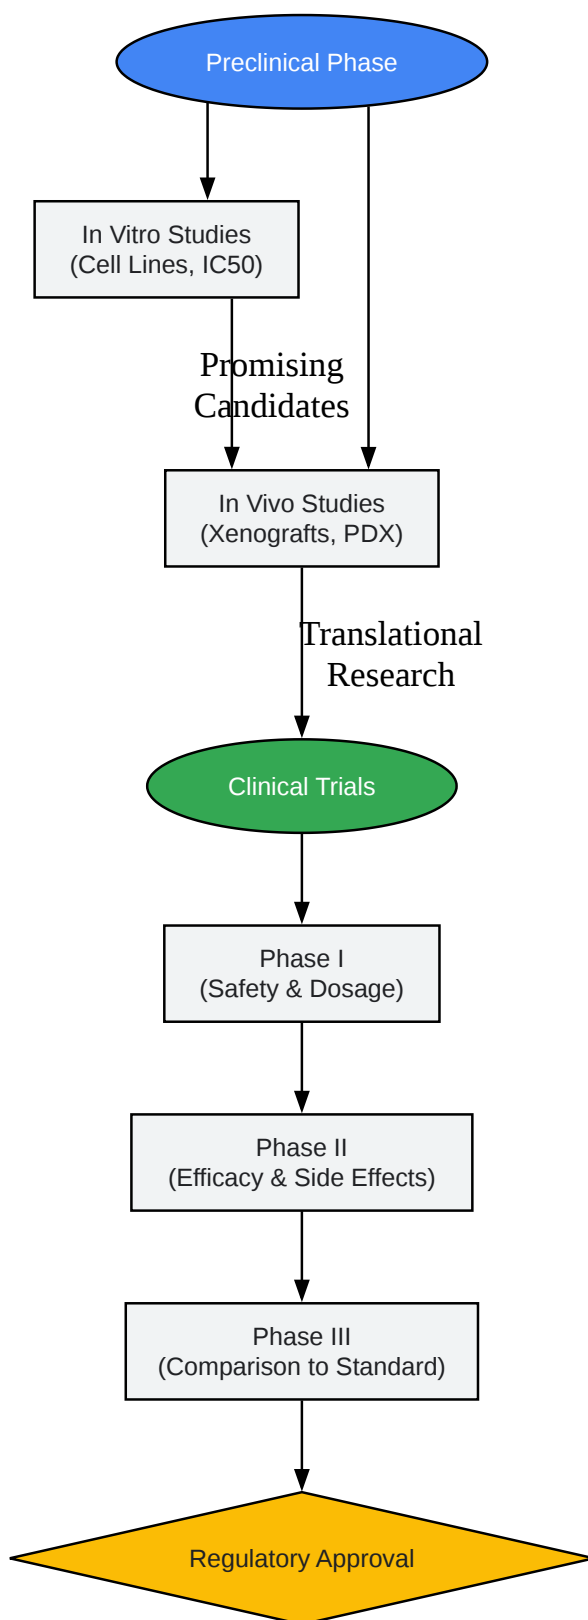 Preclinical Phase
In Vitro Studies
(Cell Lines, IC50)
Promising
Candidates
In Vivo Studies
(Xenografts, PDX)
Translational
Research
Clinical Trials
Phase I
(Safety & Dosage)
Phase II
(Efficacy & Side Effects)
Phase III
(Comparison to Standard)
Regulatory Approval